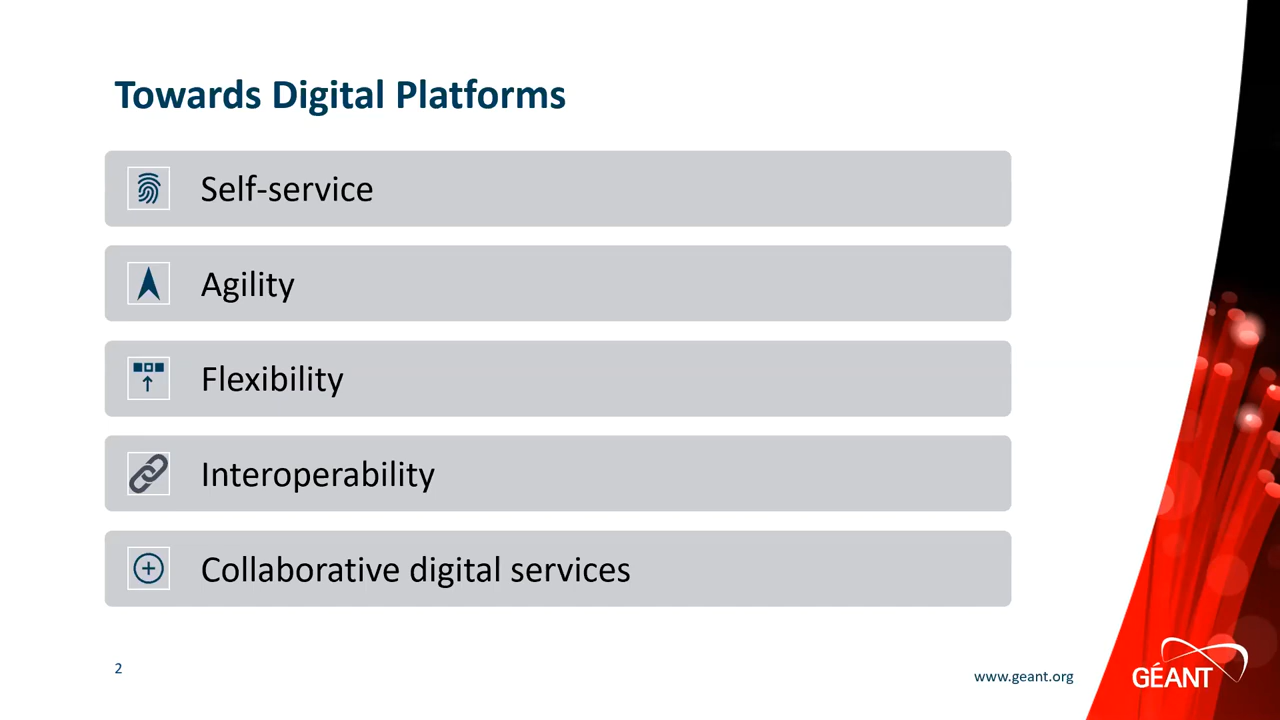 Towards Digital Platforms
Self-service
Agility
Flexibility
Interoperability
Collaborative digital services
2
www.geant.org
GÉANT